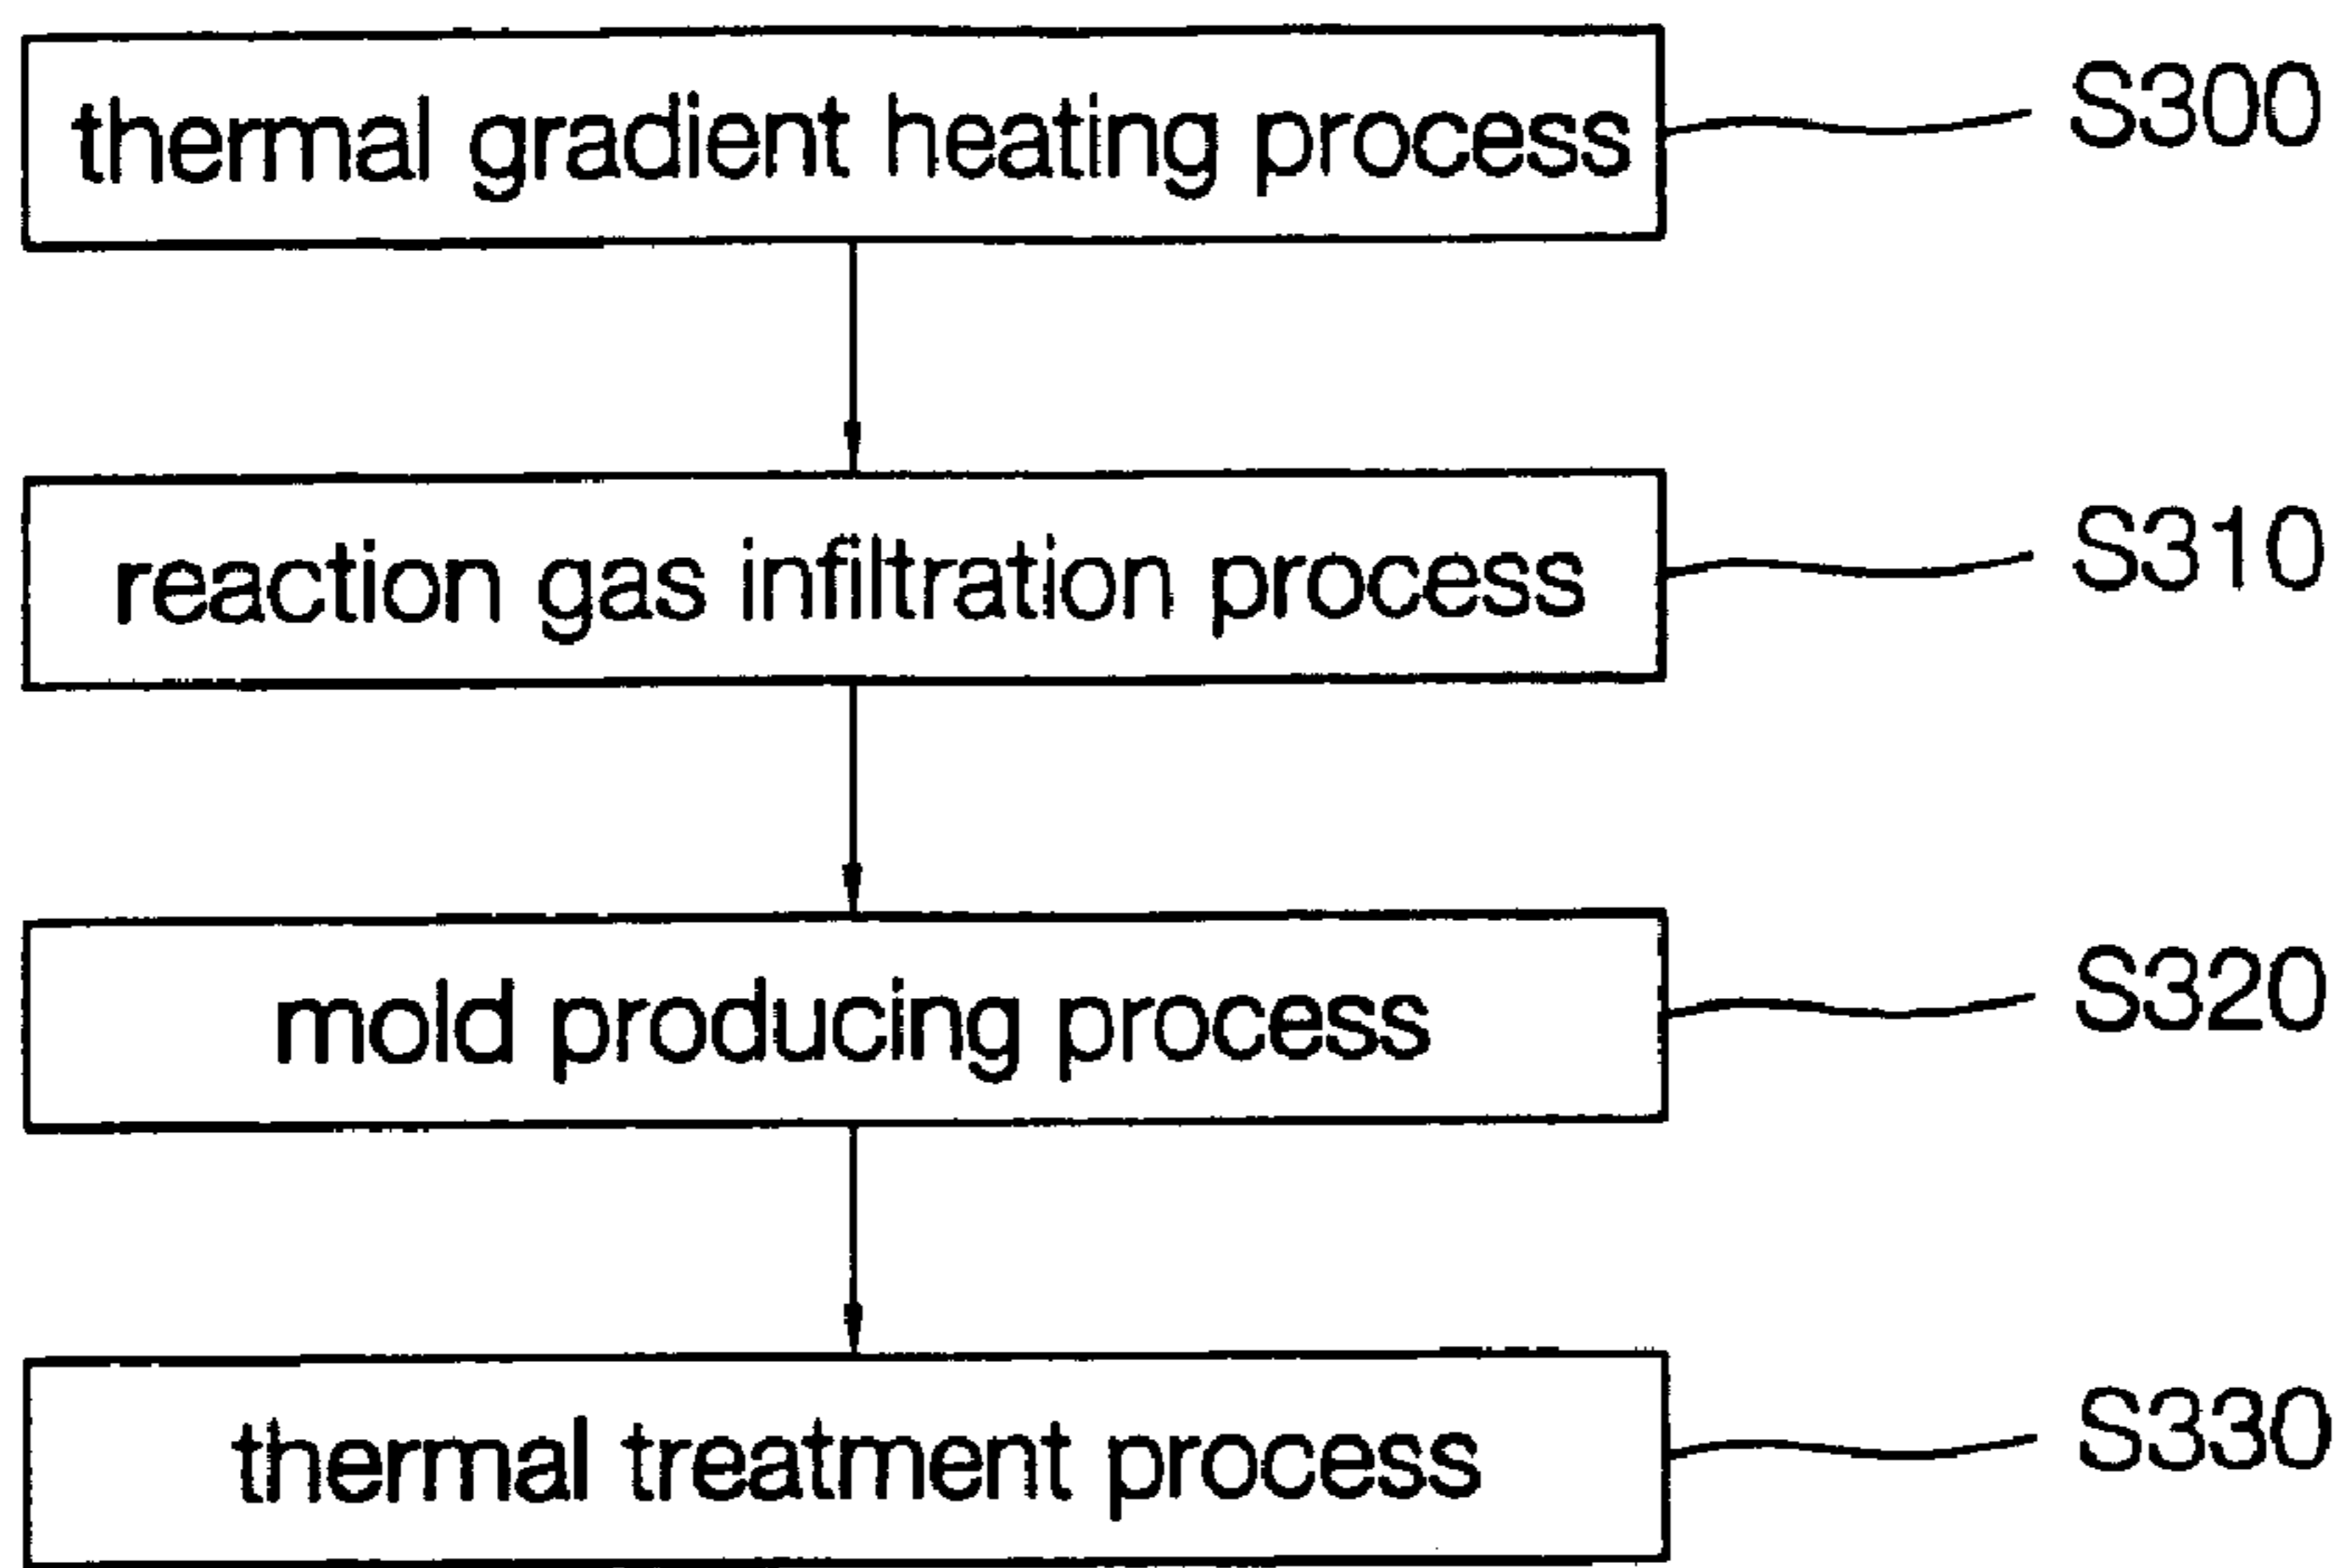 thermal gradient heating process S300
reaction gas infiltration process S310
mold producing process S320
thermal treatment process S330